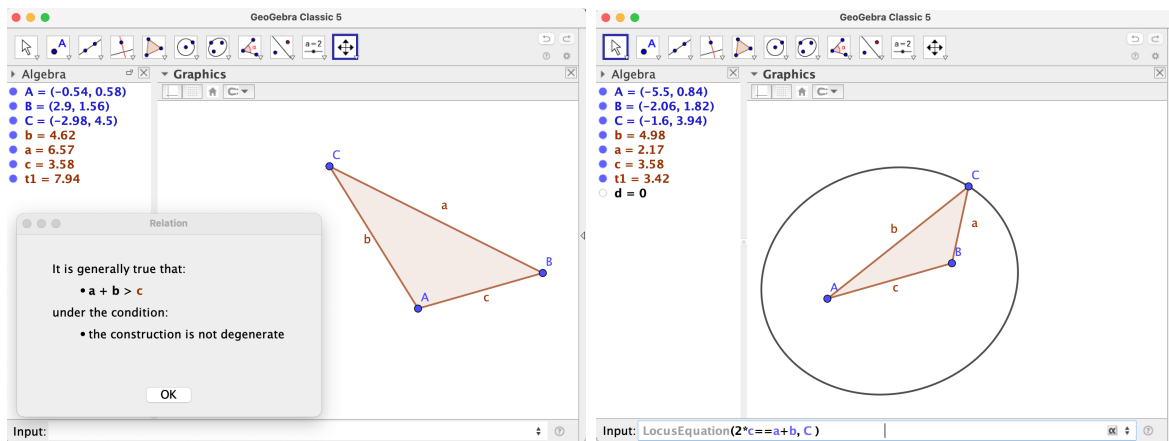 GeoGebra Classic 5
a=2
Algebra
Graphics
A = (-0.54, 0.58)
B = (2.9, 1.56)
C = (-2.98, 4.5)
b = 4.62
a = 6.57
c = 3.58
t1 = 7.94
C
a
b
B
A
c
Relation
It is generally true that:
• a + b > c
under the condition:
• the construction is not degenerate
OK
Input:
GeoGebra Classic 5
a=2
Algebra
Graphics
A = (-5.5, 0.84)
B = (-2.06, 1.82)
C = (-1.6, 3.94)
b = 4.98
a = 2.17
c = 3.58
t1 = 3.42
d = 0
C
b
a
B
A
c
Input: LocusEquation(2*c==a+b, C )
α